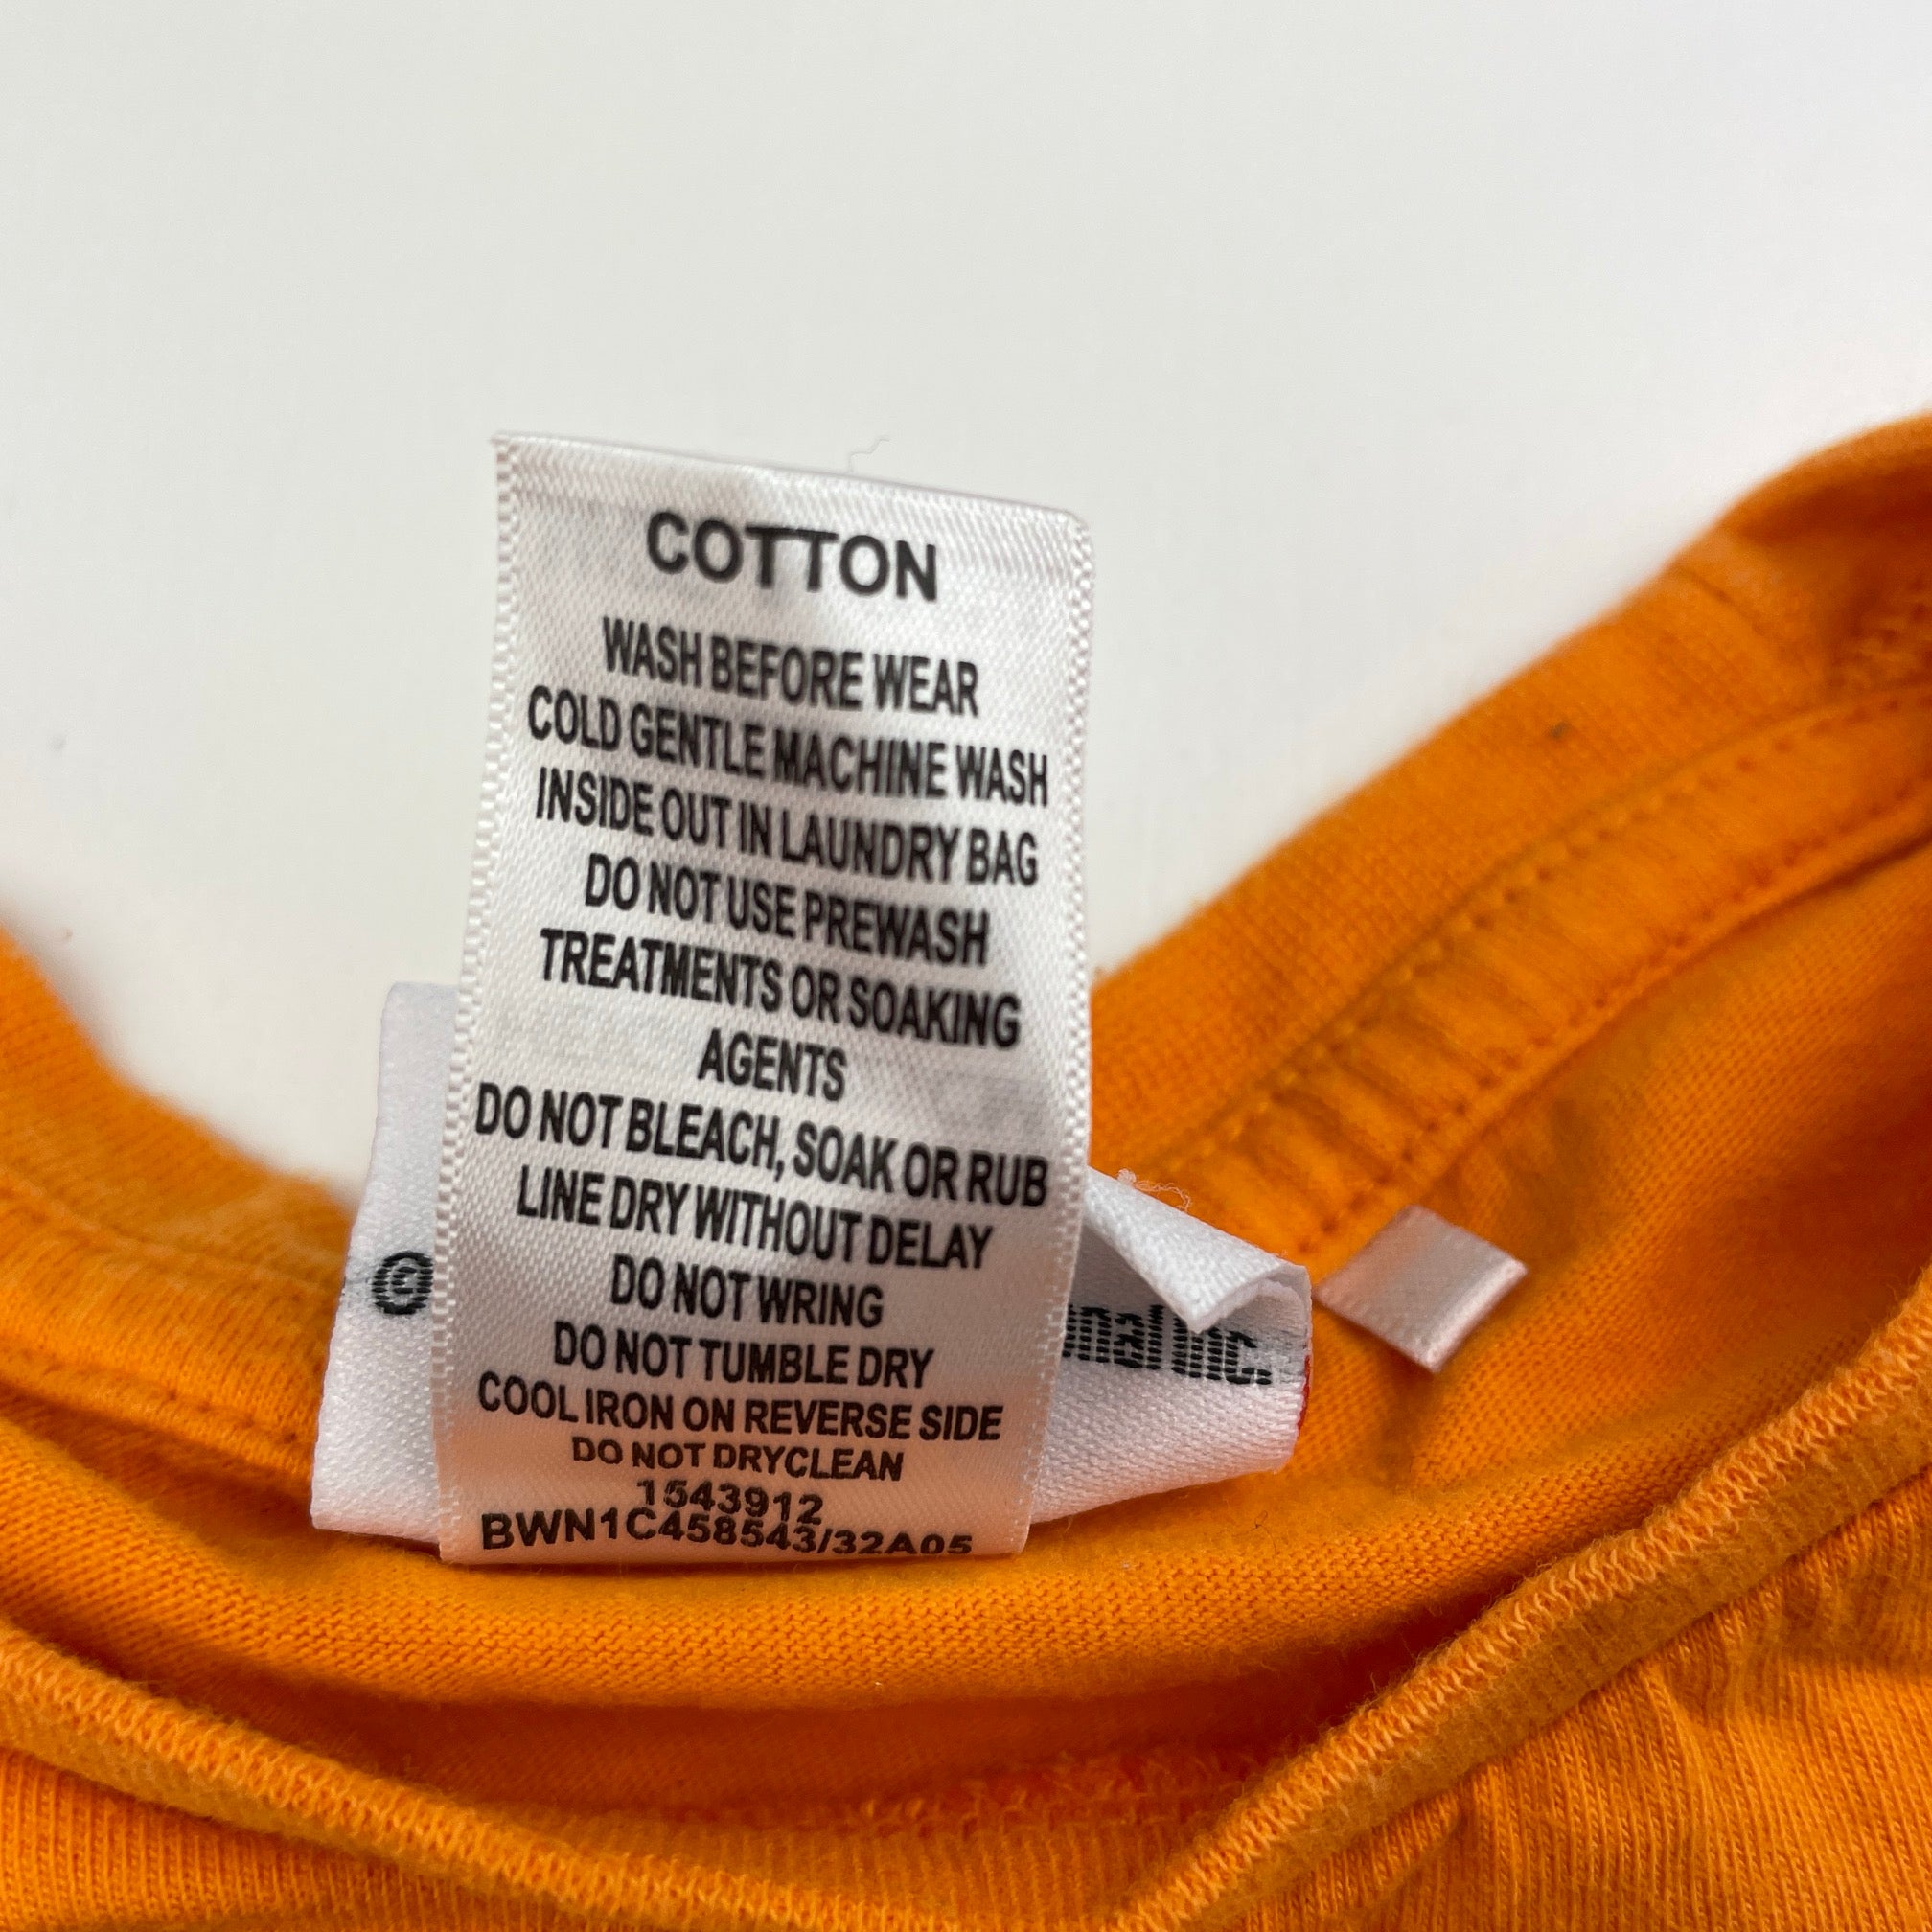 COTTON
WASH BEFORE WEAR
COLD GENTLE MACHINE WASH
INSIDE OUT IN LAUNDRY BAG
DO NOT USE PREWASH
TREATMENTS OR SOAKING
AGENTS
DO NOT BLEACH, SOAK OR RUB
LINE DRY WITHOUT DELAY
©
DO NOT WRING
Inc.
DO NOT TUMBLE DRY
COOL IRON ON REVERSE SIDE
DO NOT DRYCLEAN
1543912
BWN1C458543/32A05